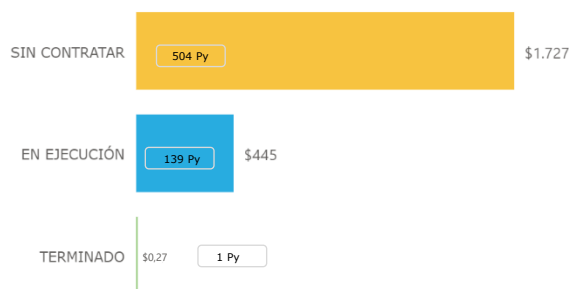 SIN CONTRATAR 504 Py $1.727
EN EJECUCIÓN 139 Py $445
TERMINADO $0,27 1 Py